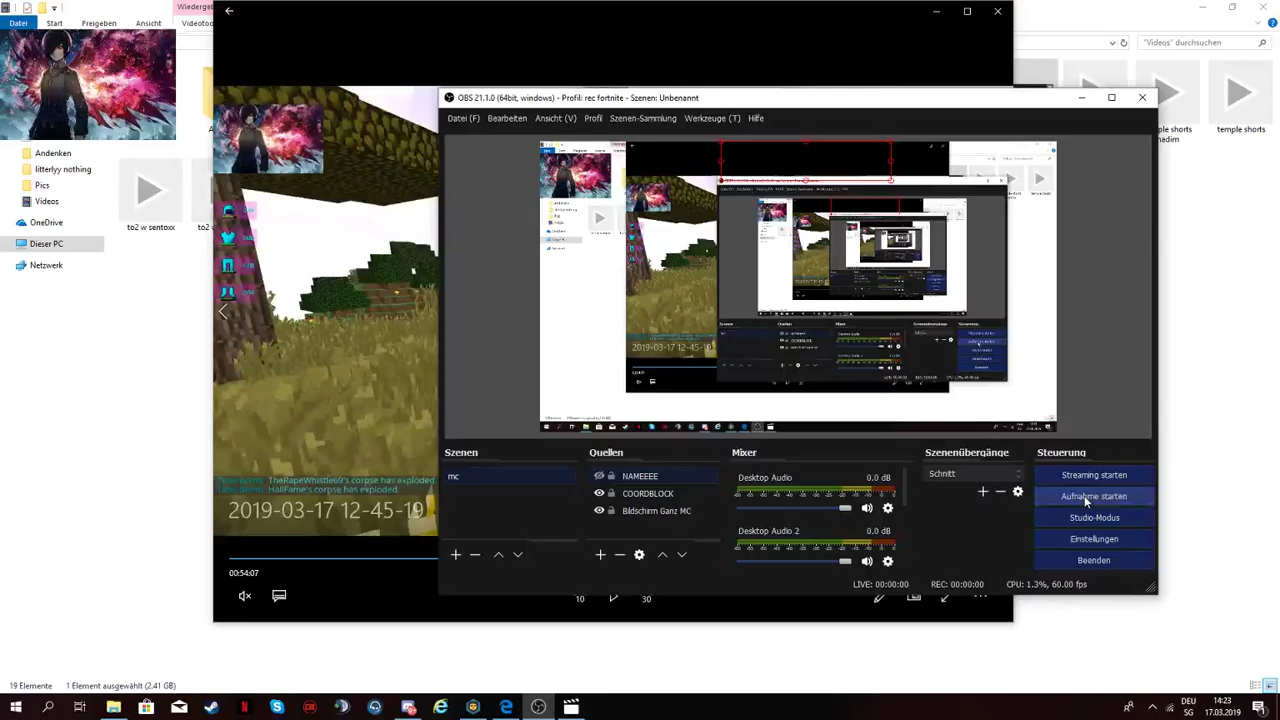 Wiedergeb
Datei
Start
Freigeben
Ansicht
Videotoo
"Videos" durchsuchen
Andenken
litterlyy nothing
Pics
Videos
OneDrive
Dieser PC
Netzwerk
to2 w sentoxx
to2 w
temple shorts
temple shorts
nadim
OBS 21.1.0 (64bit, windows) - Profil: rec fortnite - Szenen: Unbenannt
Datei (F)
Bearbeiten
Ansicht (V)
Profil
Szenen-Sammlung
Werkzeuge (T)
Hilfe
TheRapeWhistle69's corpse has exploded.
HallFame's corpse has exploded.
2019-03-17 12-45-19
00:54:07
10
30
Szenen
mc
Quellen
NAMEEEE
COORDBLOCK
Bildschirm Ganz MC
Mixer
Desktop Audio
0.0 dB
Desktop Audio 2
0.0 dB
Szenenübergänge
Schnitt
Steuerung
Streaming starten
Aufnahme starten
Studio-Modus
Einstellungen
Beenden
LIVE: 00:00:00
REC: 00:00:00
CPU: 1.3%, 60.00 fps
19 Elemente
1 Element ausgewählt (2,41 GB)
DEU
SG
14:23
17.03.2019